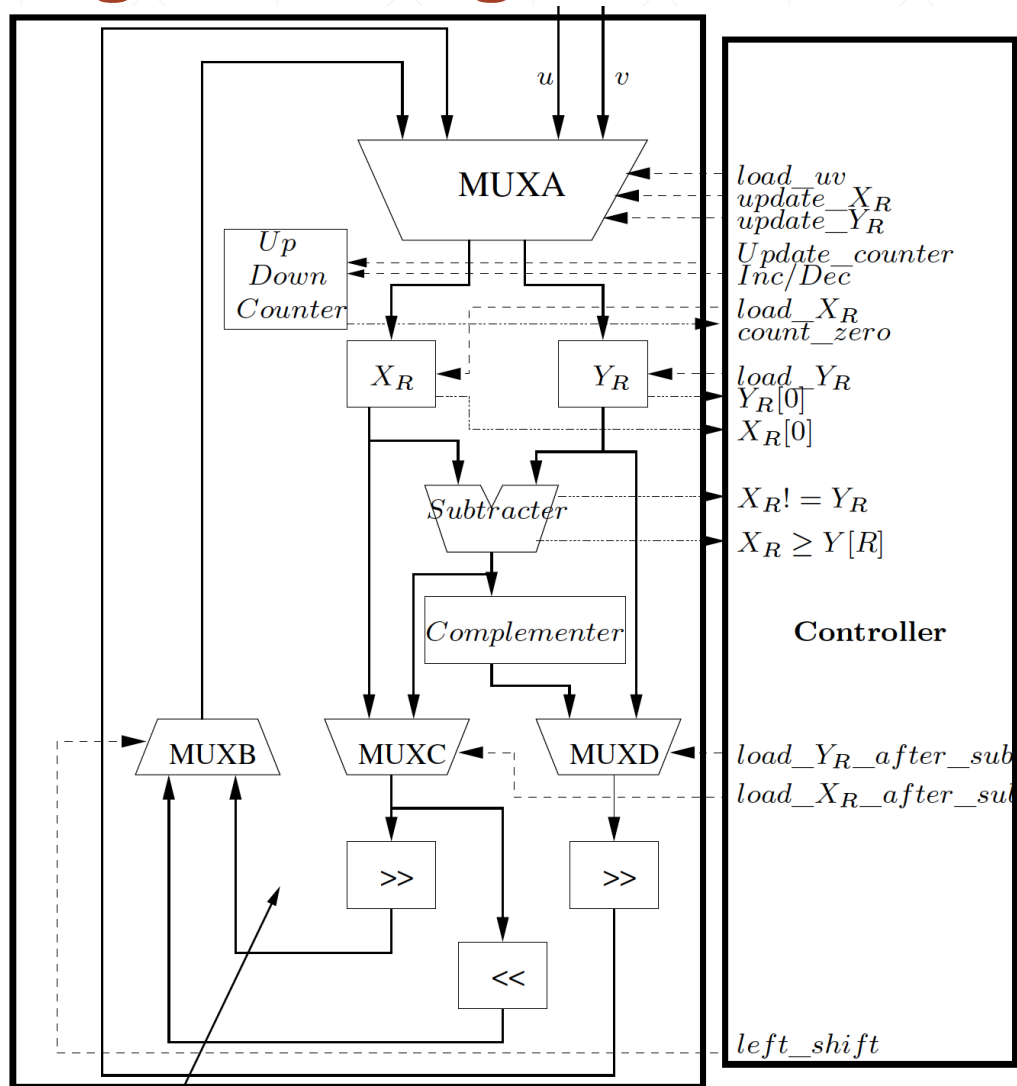 u v
MUXA
load_uv
update_X_R
update_Y_R
Up
Down
Counter
Update_counter
Inc/Dec
load_X_R
count_zero
X_R
Y_R
load_Y_R
Y_R[0]
X_R[0]
Subtracter
X_R! = Y_R
X_R ≥ Y[R]
Complementer
Controller
MUXB
MUXC
MUXD
load_Y_R_after_sub
load_X_R_after_sub
>>
>>
<<
left_shift